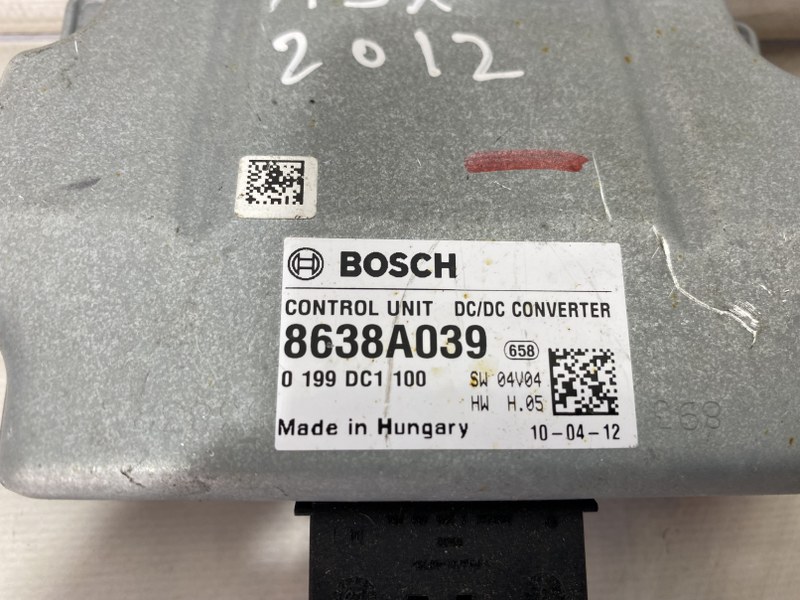 ASX
2012
BOSCH
CONTROL UNIT DC/DC CONVERTER
8638A039 658
0 199 DC1 100 SW 04V04
HW H.05
Made in Hungary 10-04-12
868